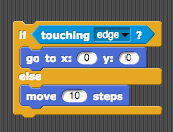 if touching edge ?
go to x: 0 y: 0
else
move 10 steps